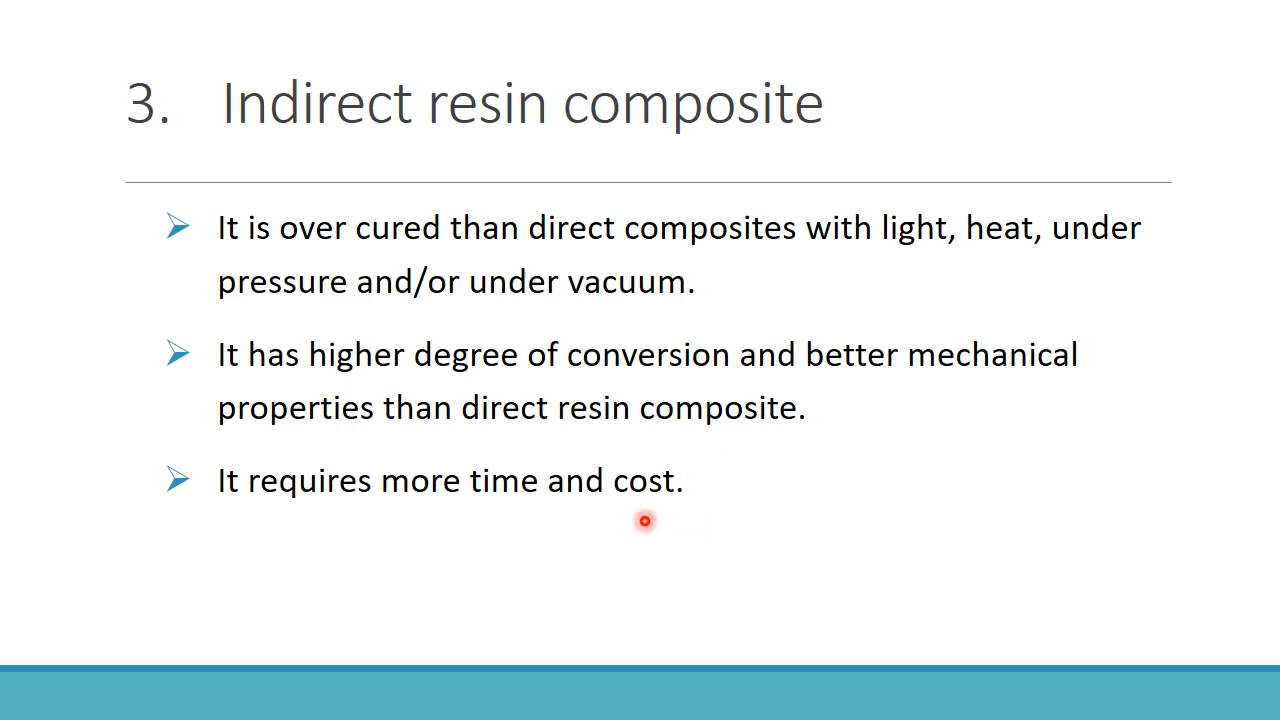 3. Indirect resin composite
It is over cured than direct composites with light, heat, under
pressure and/or under vacuum.
It has higher degree of conversion and better mechanical
properties than direct resin composite.
It requires more time and cost.